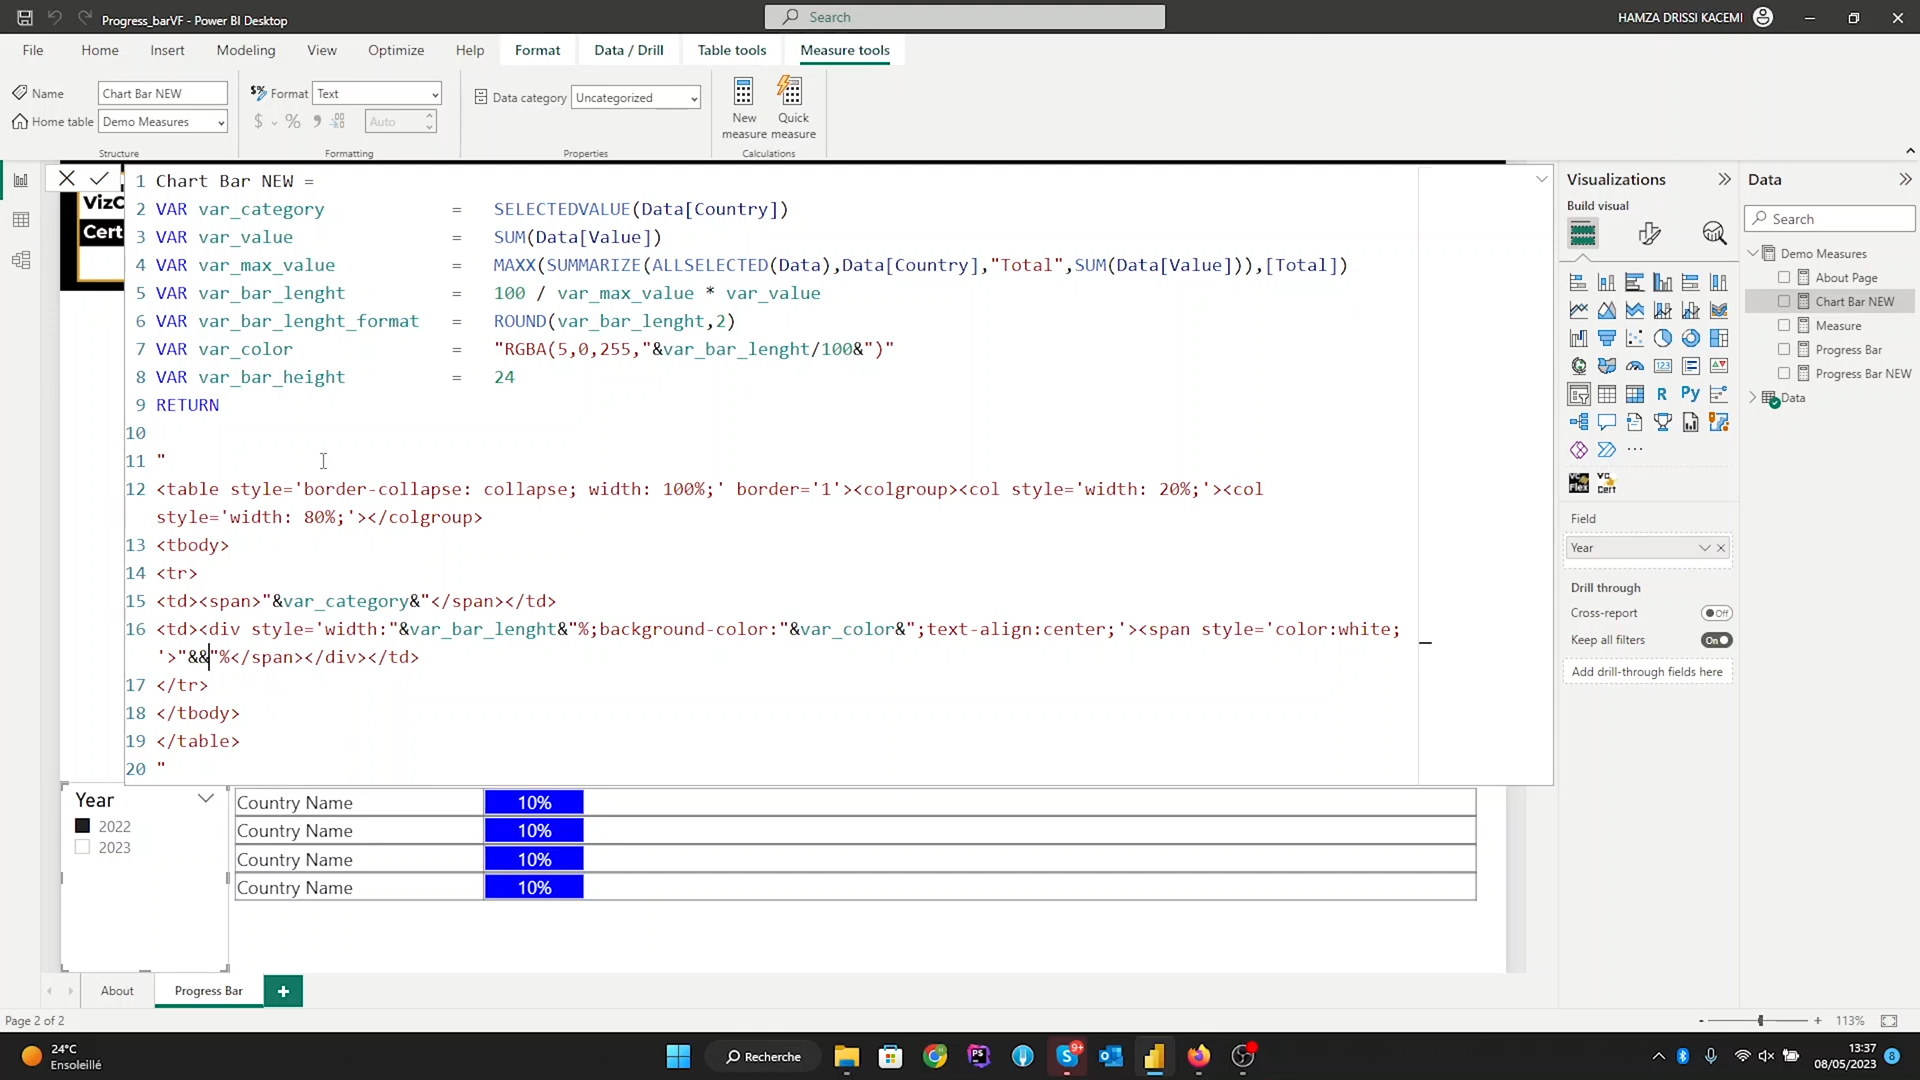 Progress_barVF - Power BI Desktop
Search
HAMZA DRISSI KACEMI
File
Home
Insert
Modeling
View
Optimize
Help
Format
Data / Drill
Table tools
Measure tools
Name
Chart Bar NEW
Home table
Demo Measures
Structure
Format
Text
$
%
Auto
Formatting
Data category
Uncategorized
Properties
New measure
Quick measure
Calculations
VizC
Cert
1 Chart Bar NEW =
2 VAR var_category = SELECTEDVALUE(Data[Country])
3 VAR var_value = SUM(Data[Value])
4 VAR var_max_value = MAXX(SUMMARIZE(ALLSELECTED(Data),Data[Country],"Total",SUM(Data[Value])),[Total])
5 VAR var_bar_lenght = 100 / var_max_value * var_value
6 VAR var_bar_lenght_format = ROUND(var_bar_lenght,2)
7 VAR var_color = "RGBA(5,0,255,"&var_bar_lenght/100&")"
8 VAR var_bar_height = 24
9 RETURN
10
11 "
12 <table style='border-collapse: collapse; width: 100%;' border='1'><colgroup><col style='width: 20%;'><col
style='width: 80%;'></colgroup>
13 <tbody>
14 <tr>
15 <td><span>"&var_category&"</span></td>
16 <td><div style='width:"&var_bar_lenght&"%;background-color:"&var_color&";text-align:center;'><span style='color:white;
'>"&&"%</span></div></td>
17 </tr>
18 </tbody>
19 </table>
20 "
Year
2022
2023
Country Name 10%
Country Name 10%
Country Name 10%
Country Name 10%
About
Progress Bar
Page 2 of 2
113%
Visualizations
Build visual
R
Py
VC Flex
VC Cert
Field
Year
Drill through
Cross-report
Off
Keep all filters
On
Add drill-through fields here
Data
Search
Demo Measures
About Page
Chart Bar NEW
Measure
Progress Bar
Progress Bar NEW
Data
24°C
Ensoleillé
Recherche
PS
9+
13:37
08/05/2023
8